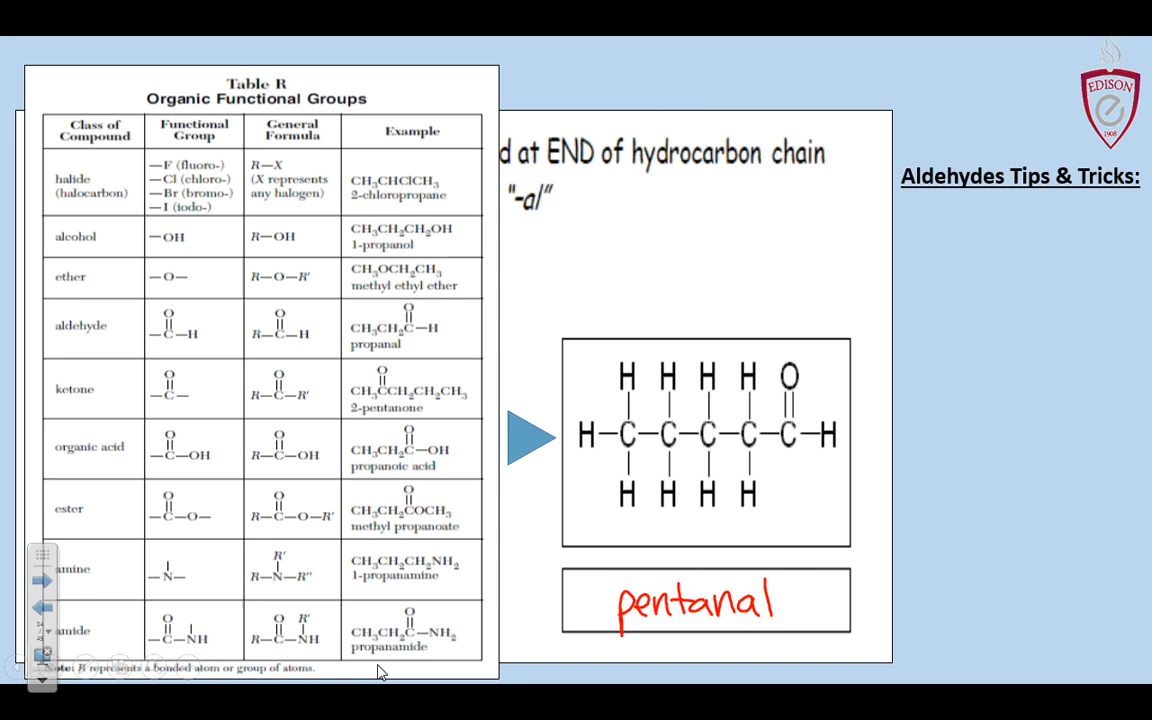 Table R
Organic Functional Groups
Class of Compound Functional Group General Formula Example
halide (halocarbon)
—F (fluoro-)
—Cl (chloro-)
—Br (bromo-)
—I (iodo-)
R—X
(X represents
any halogen)
CH₃CHClCH₃
2-chloropropane
alcohol —OH R—OH CH₃CH₂CH₂OH
1-propanol
ether —O— R—O—R′ CH₃OCH₂CH₃
methyl ethyl ether
aldehyde
O O O
|| || ||
—C—H R—C—H CH₃CH₂C—H
propanal
ketone
O O O
|| || ||
—C— R—C—R′ CH₃CCH₂CH₂CH₃
2-pentanone
organic acid
O O O
|| || ||
—C—OH R—C—OH CH₃CH₂C—OH
propanoic acid
ester
O O O
|| || ||
—C—O— R—C—O—R′ CH₃CH₂COCH₃
methyl propanoate
amine
R′
| |
—N— R—N—R″ CH₃CH₂CH₂NH₂
1-propanamine
amide
O O R′ O
|| | || | ||
—C—NH R—C—NH CH₃CH₂C—NH₂
propanamide
Note: R represents a bonded atom or group of atoms.
d at END of hydrocarbon chain
"-al"
H H H H O
H—C—C—C—C—C—H
H H H H
pentanal
EDISON
e
1908
Aldehydes Tips & Tricks: